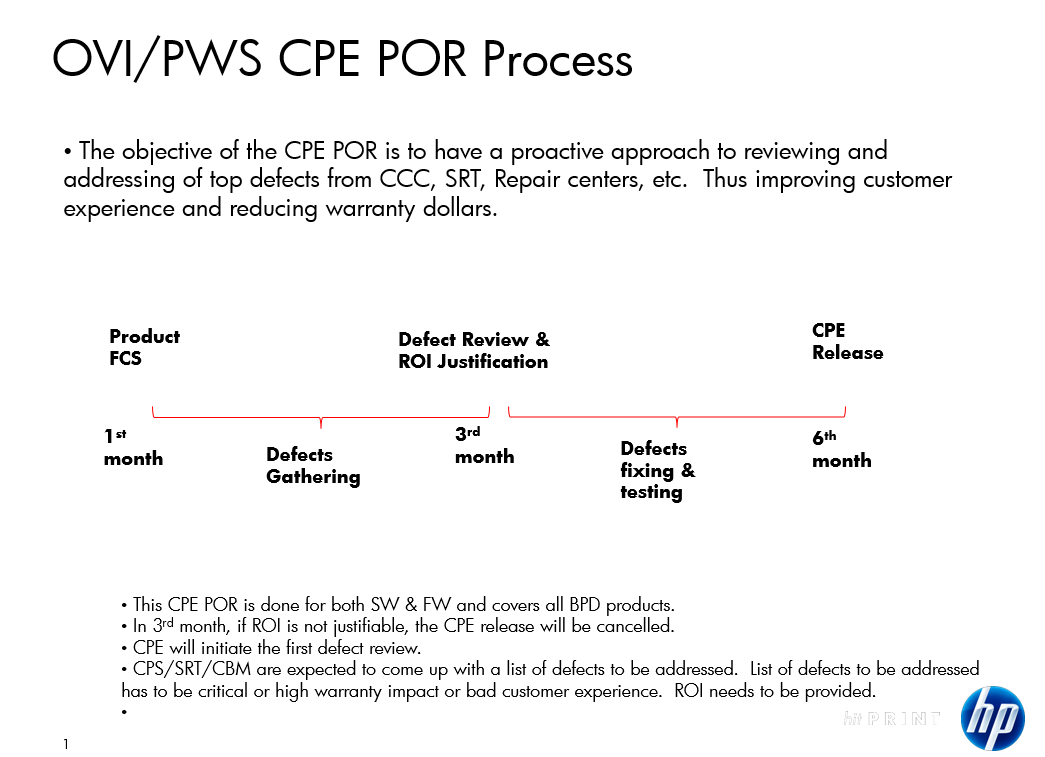 OVI/PWS CPE POR Process
• The objective of the CPE POR is to have a proactive approach to reviewing and
addressing of top defects from CCC, SRT, Repair centers, etc.  Thus improving customer
experience and reducing warranty dollars.
Product
FCS
Defect Review &
ROI Justification
CPE
Release
1st
month
Defects
Gathering
3rd
month
Defects
fixing &
testing
6th
month
• This CPE POR is done for both SW & FW and covers all BPD products.
• In 3rd month, if ROI is not justifiable, the CPE release will be cancelled.
• CPE will initiate the first defect review.
• CPS/SRT/CBM are expected to come up with a list of defects to be addressed.  List of defects to be addressed
has to be critical or high warranty impact or bad customer experience.  ROI needs to be provided.
•
hit PRINT
hp
1